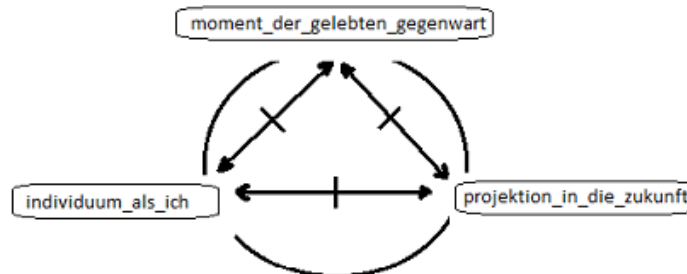 moment_der_gelebten_gegenwart
individuum_als_ich
projektion_in_die_zukunft